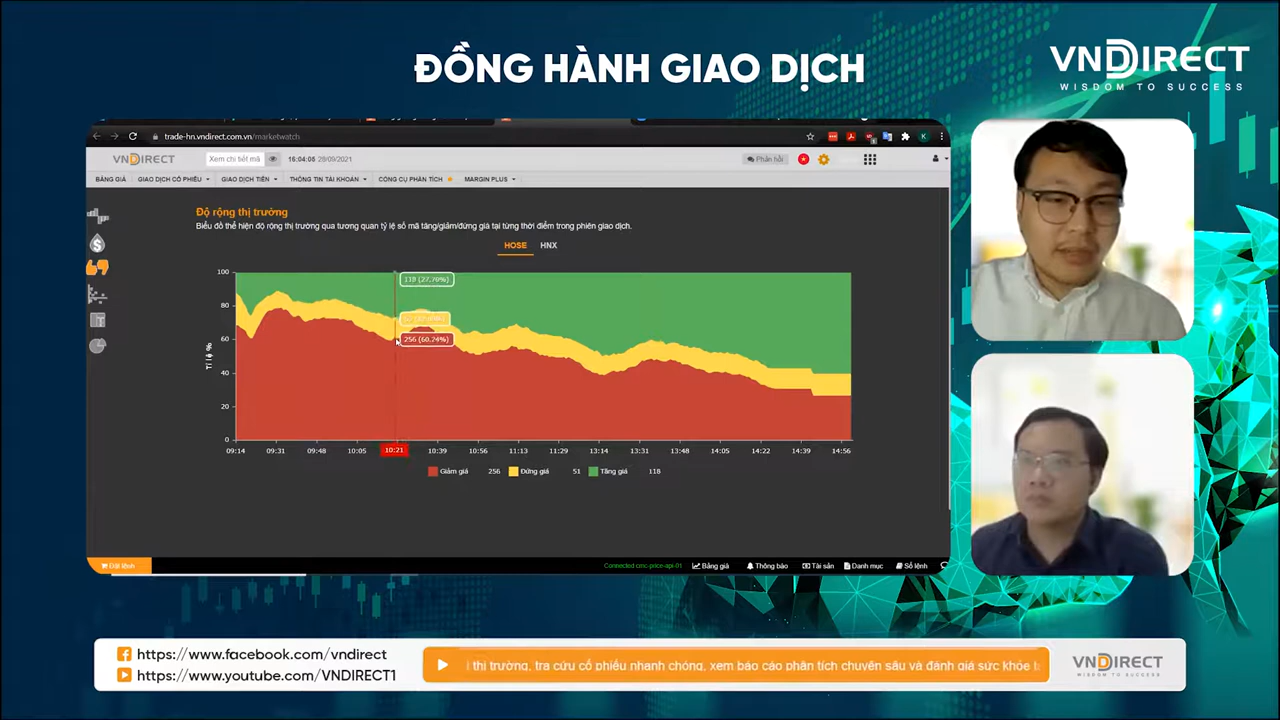 ĐỒNG HÀNH GIAO DỊCH
VNDIRECT
WISDOM TO SUCCESS
trade-hn.vndirect.com.vn/marketwatch
VNDIRECT
Xem chi tiết mã
16:04:05 28/09/2021
Phản hồi
BẢNG GIÁ
GIAO DỊCH CỔ PHIẾU
GIAO DỊCH TIỀN
THÔNG TIN TÀI KHOẢN
CÔNG CỤ PHÂN TÍCH
MARGIN PLUS
Độ rộng thị trường
Biểu đồ thể hiện độ rộng thị trường qua tương quan tỷ lệ số mã tăng/giảm/đứng giá tại từng thời điểm trong phiên giao dịch.
HOSE HNX
Tỉ lệ %
100
80
60
40
20
0
118 (27.70%)
256 (60.24%)
09:14 09:31 09:48 10:05 10:21 10:39 10:56 11:13 11:29 13:14 13:31 13:48 14:05 14:22 14:39 14:56
Giảm giá 256 Đứng giá 51 Tăng giá 118
Đặt lệnh
Connected cmc-price-api-01
Bảng giá
Thông báo
Tài sản
Danh mục
Sổ lệnh
https://www.facebook.com/vndirect
https://www.youtube.com/VNDIRECT1
thị trường, tra cứu cổ phiếu nhanh chóng, xem báo cáo phân tích chuyên sâu và đánh giá sức khỏe
VNDIRECT
WISDOM TO SUCCESS